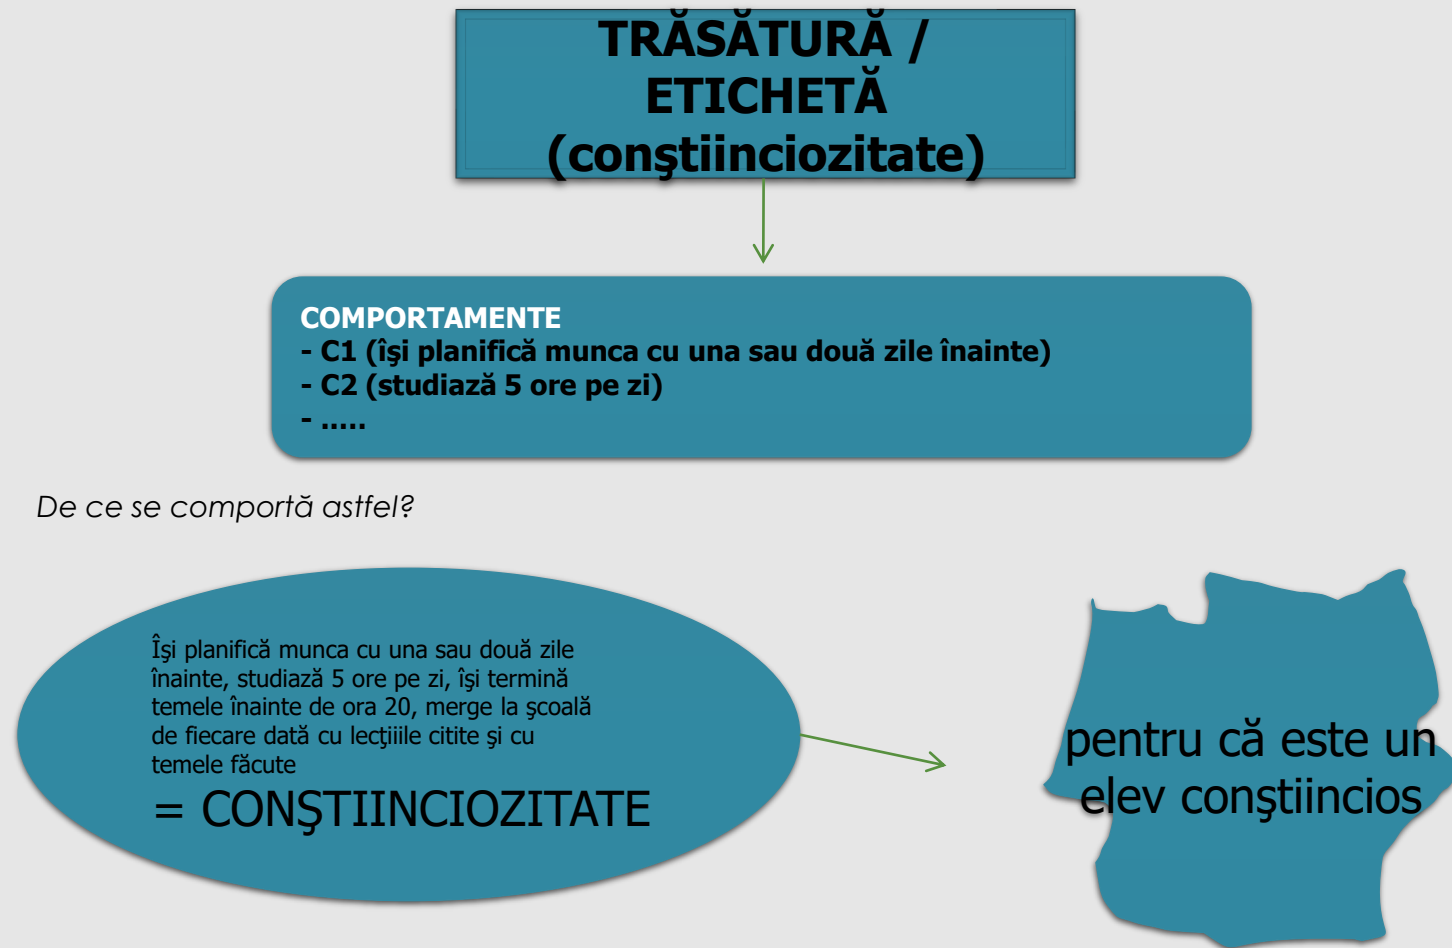 TRĂSĂTURĂ /
ETICHETĂ
(conştiinciozitate)
COMPORTAMENTE
- C1 (îşi planifică munca cu una sau două zile înainte)
- C2 (studiază 5 ore pe zi)
- .....
De ce se comportă astfel?
Îşi planifică munca cu una sau două zile
înainte, studiază 5 ore pe zi, îşi termină
temele înainte de ora 20, merge la şcoală
de fiecare dată cu lecţiiile citite şi cu
temele făcute
= CONŞTIINCIOZITATE
pentru că este un
elev conştiincios